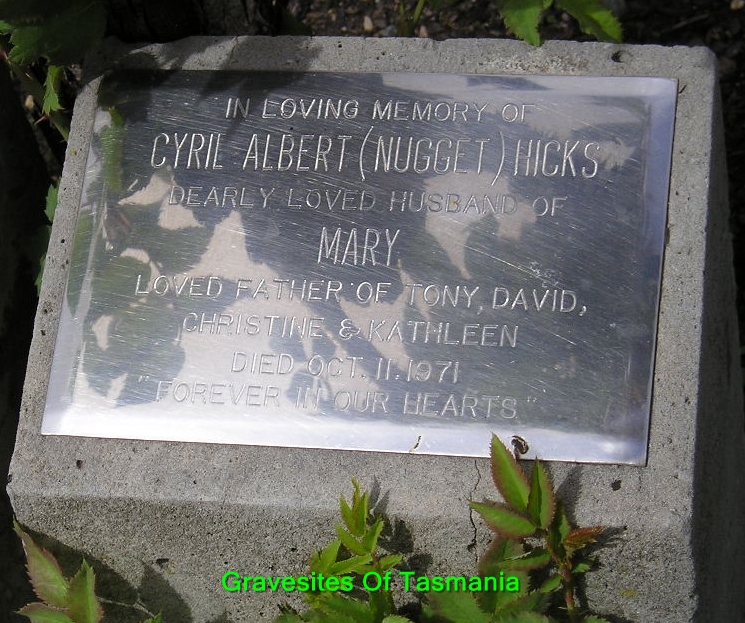 IN LOVING MEMORY OF
CYRIL ALBERT (NUGGET) HICKS
DEARLY LOVED HUSBAND OF
MARY
LOVED FATHER OF TONY, DAVID,
CHRISTINE & KATHLEEN
DIED OCT. 11. 1971
"FOREVER IN OUR HEARTS."
Gravesites Of Tasmania